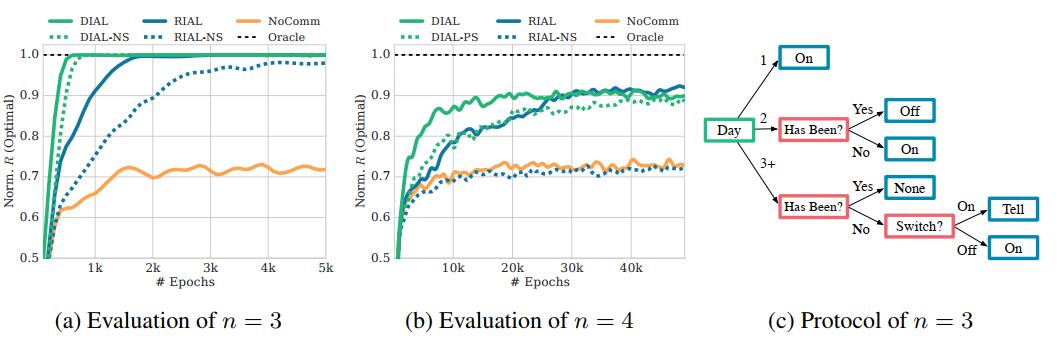 DIAL RIAL NoComm
DIAL-NS RIAL-NS Oracle
Norm. R (Optimal)
1.0
0.9
0.8
0.7
0.6
0.5
1k 2k 3k 4k 5k
# Epochs
(a) Evaluation of n = 3
DIAL RIAL NoComm
DIAL-PS RIAL-NS Oracle
Norm. R (Optimal)
1.0
0.9
0.8
0.7
0.6
0.5
10k 20k 30k 40k
# Epochs
(b) Evaluation of n = 4
Day
1
On
2
Has Been?
Yes
Off
No
On
3+
Has Been?
Yes
None
No
Switch?
On
Tell
Off
On
(c) Protocol of n = 3